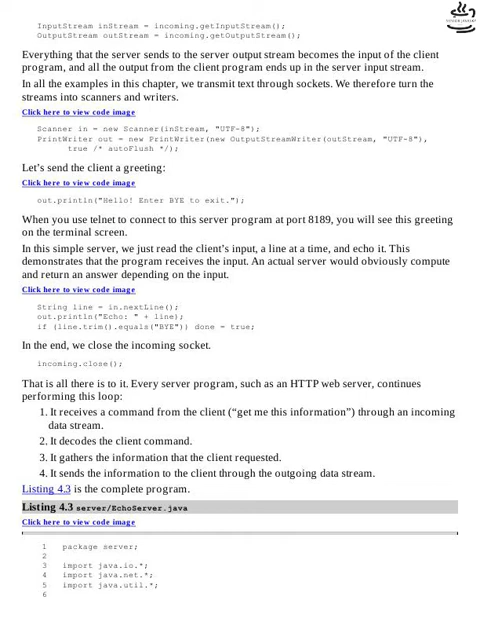 InputStream inStream = incoming.getInputStream();
OutputStream outStream = incoming.getOutputStream();
Everything that the server sends to the server output stream becomes the input of the client
program, and all the output from the client program ends up in the server input stream.
In all the examples in this chapter, we transmit text through sockets. We therefore turn the
streams into scanners and writers.
Click here to view code image
Scanner in = new Scanner(inStream, "UTF-8");
PrintWriter out = new PrintWriter(new OutputStreamWriter(outStream, "UTF-8"),
true /* autoFlush */);
Let’s send the client a greeting:
Click here to view code image
out.println("Hello! Enter BYE to exit.");
When you use telnet to connect to this server program at port 8189, you will see this greeting
on the terminal screen.
In this simple server, we just read the client’s input, a line at a time, and echo it. This
demonstrates that the program receives the input. An actual server would obviously compute
and return an answer depending on the input.
Click here to view code image
String line = in.nextLine();
out.println("Echo: " + line);
if (line.trim().equals("BYE")) done = true;
In the end, we close the incoming socket.
incoming.close();
That is all there is to it. Every server program, such as an HTTP web server, continues
performing this loop:
1. It receives a command from the client (“get me this information”) through an incoming
data stream.
2. It decodes the client command.
3. It gathers the information that the client requested.
4. It sends the information to the client through the outgoing data stream.
Listing 4.3 is the complete program.
Listing 4.3 server/EchoServer.java
Click here to view code image
1 package server;
2
3 import java.io.*;
4 import java.net.*;
5 import java.util.*;
6